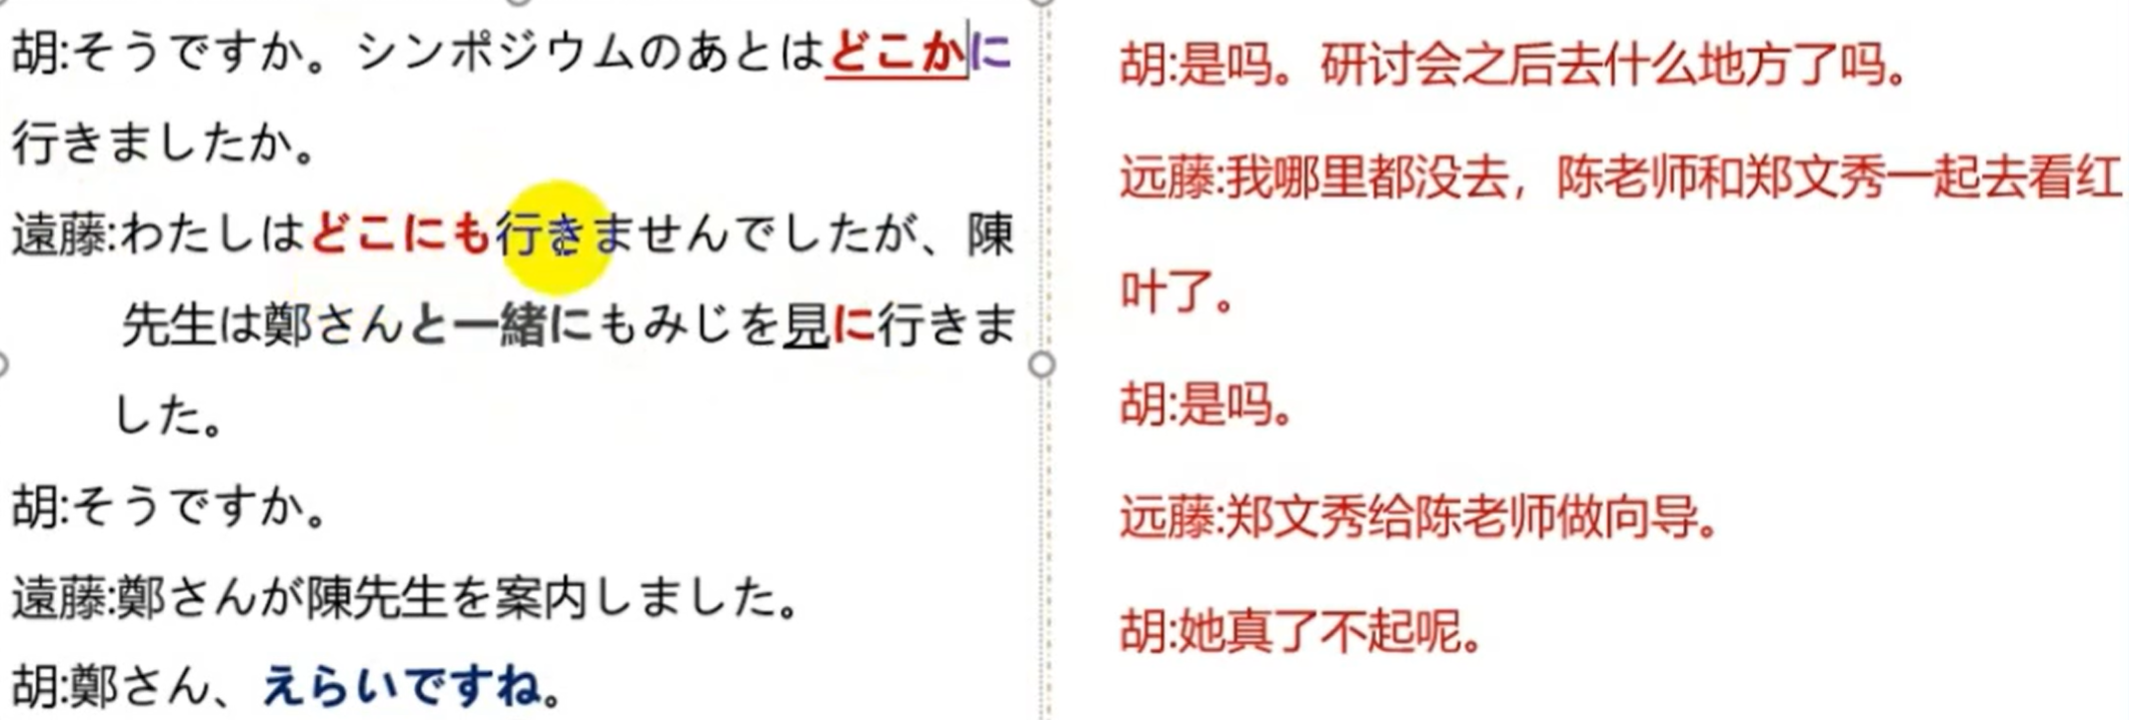 胡:そうですか。シンポジウムのあとはどこかに
行きましたか。
遠藤:わたしはどこにも行きませんでしたが、陳
先生は鄭さんと一緒にもみじを見に行きま
した。
胡:そうですか。
遠藤:鄭さんが陳先生を案内しました。
胡:鄭さん、えらいですね。
胡:是吗。研讨会之后去什么地方了吗。
远藤:我哪里都没去，陈老师和郑文秀一起去看红
叶了。
胡:是吗。
远藤:郑文秀给陈老师做向导。
胡:她真了不起呢。